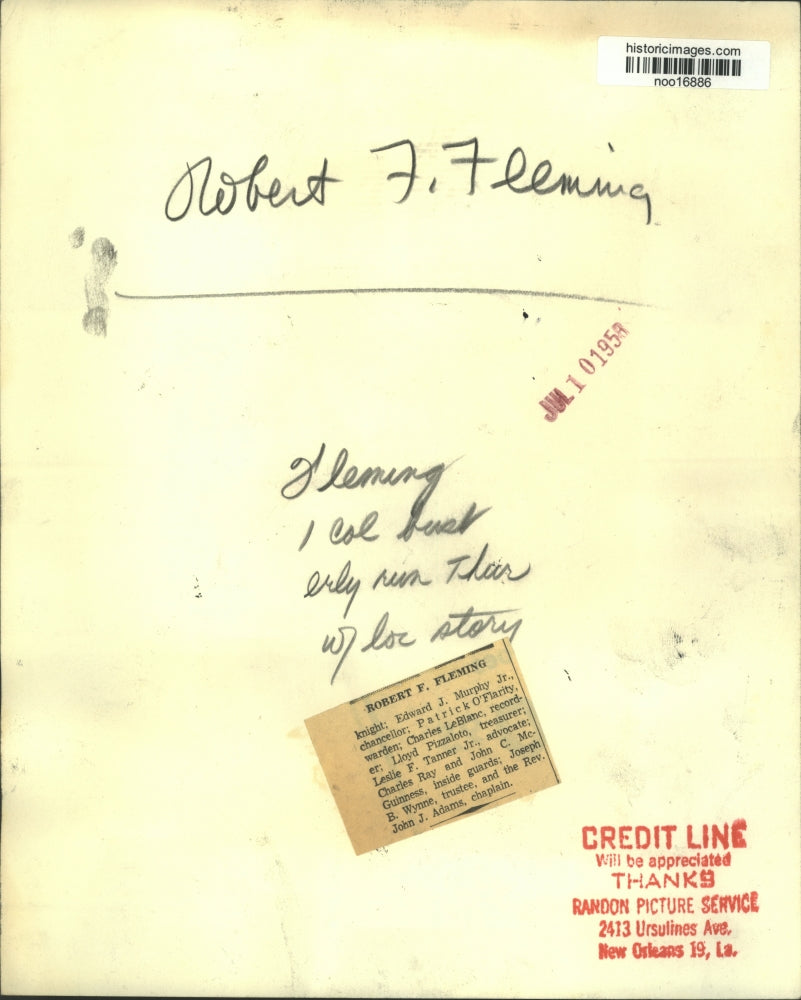 historicimages.com
noo16886
Robert F. Fleming
JUL 10 1958
Fleming
1 col bust
erly run Thur
w/ loc story
ROBERT F. FLEMING
knight; Edward J. Murphy Jr.,
chancellor; Patrick O'Flarity,
warden; Charles LeBlanc, record-
er; Lloyd Pizzaloto, treasurer;
Leslie F. Tanner Jr., advocate;
Charles Ray and John C. Mc-
Guinness, inside guards; Joseph
B. Wynne, trustee, and the Rev.
John J. Adams, chaplain.
CREDIT LINE
Will be appreciated
THANKS
RANDON PICTURE SERVICE
2413 Ursulines Ave.
New Orleans 19, La.